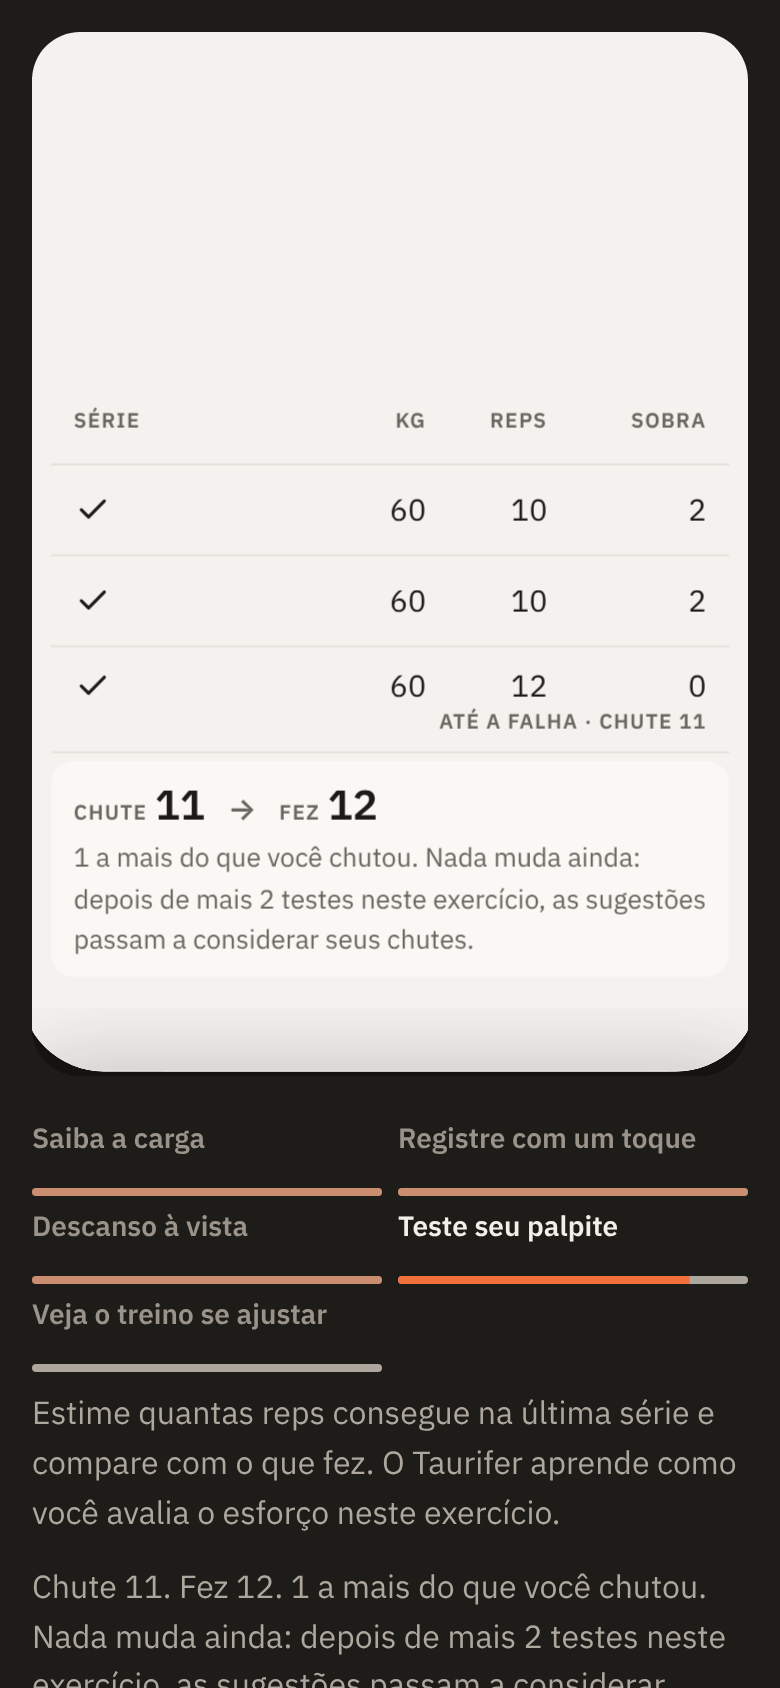 SÉRIE KG REPS SOBRA
60 10 2
60 10 2
60 12 0
ATÉ A FALHA · CHUTE 11
CHUTE 11 → FEZ 12
1 a mais do que você chutou. Nada muda ainda:
depois de mais 2 testes neste exercício, as sugestões
passam a considerar seus chutes.
Saiba a carga
Registre com um toque
Descanso à vista
Teste seu palpite
Veja o treino se ajustar
Estime quantas reps consegue na última série e
compare com o que fez. O Taurifer aprende como
você avalia o esforço neste exercício.
Chute 11. Fez 12. 1 a mais do que você chutou.
Nada muda ainda: depois de mais 2 testes neste
exercício, as sugestões passam a considerar